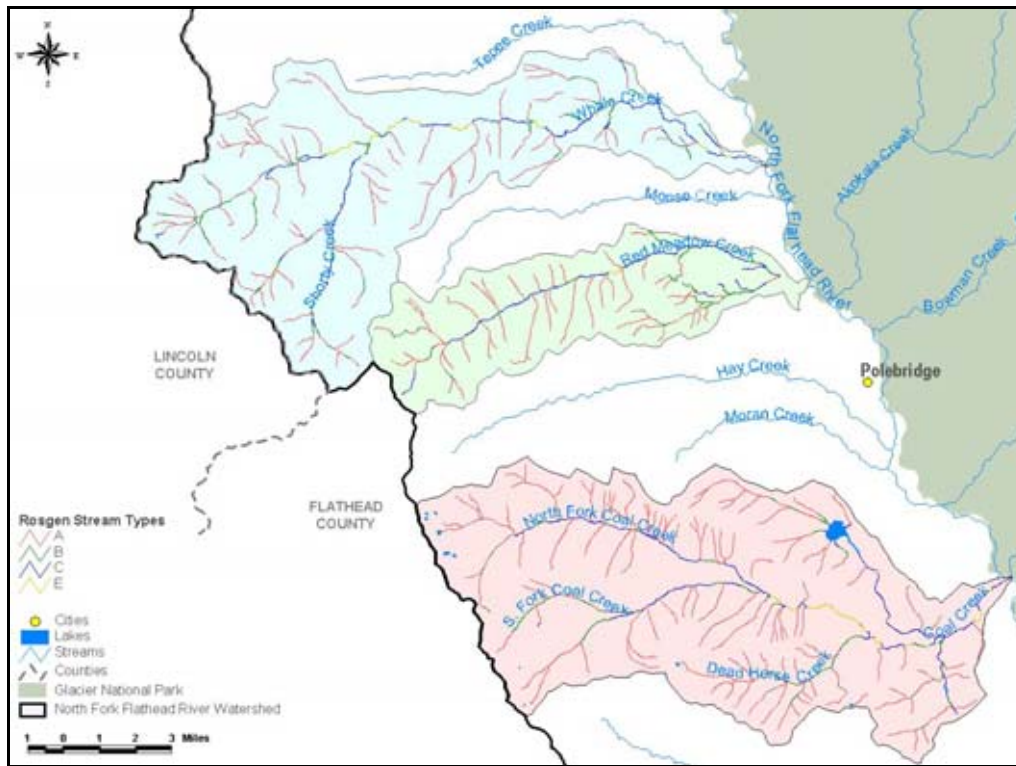 N
W E
S
Tepee Creek
Whale Creek
North Fork Flathead River
Akokala Creek
Moose Creek
Bowman Creek
Red Meadow Creek
Shorty Creek
LINCOLN
COUNTY
Hay Creek
Polebridge
Moran Creek
FLATHEAD
COUNTY
North Fork Coal Creek
S. Fork Coal Creek
Coal Creek
Dead Horse Creek
Rosgen Stream Types
A
B
C
E
Cities
Lakes
Streams
Counties
Glacier National Park
North Fork Flathead River Watershed
1 0 1 2 3 Miles